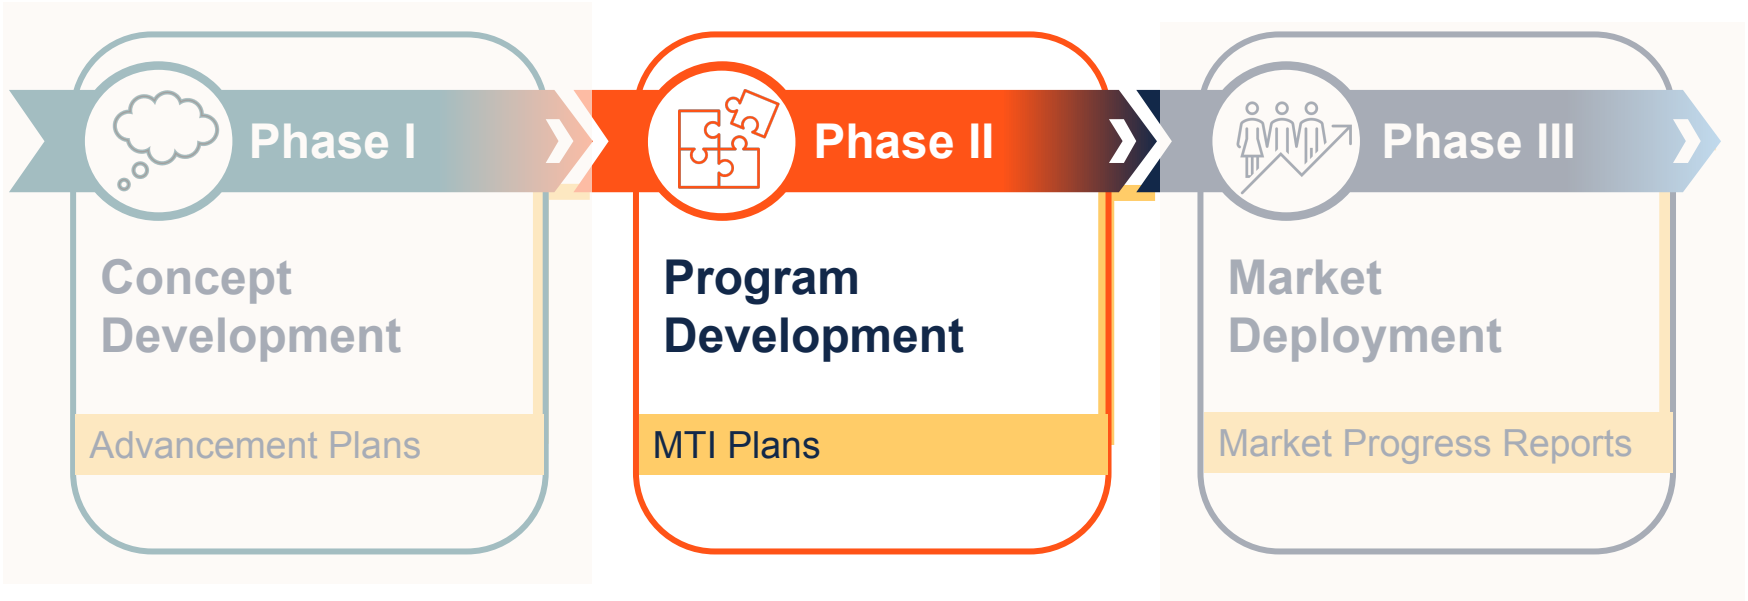 Phase I
Concept
Development
Advancement Plans
Phase II
Program
Development
MTI Plans
Phase III
Market
Deployment
Market Progress Reports